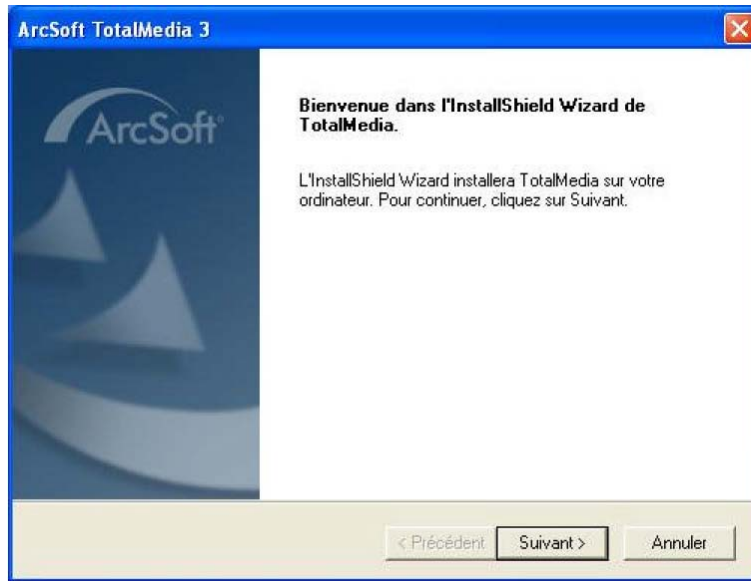 ArcSoft TotalMedia 3
ArcSoft
Bienvenue dans l'InstallShield Wizard de
TotalMedia.
L'InstallShield Wizard installera TotalMedia sur votre
ordinateur. Pour continuer, cliquez sur Suivant.
< Précédent
Suivant >
Annuler